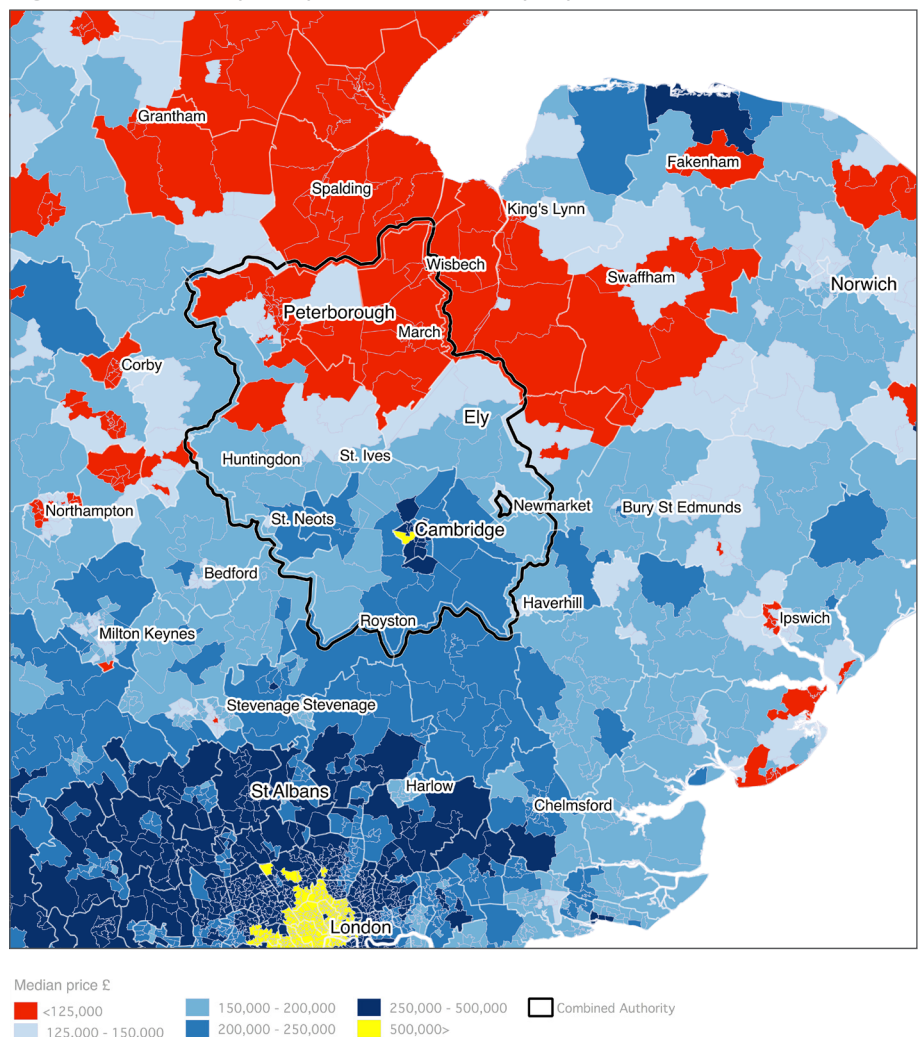 Grantham
Fakenham
Spalding
King's Lynn
Wisbech
Swaffham
Norwich
Peterborough
March
Corby
Ely
St. Ives
Huntingdon
Northampton
Newmarket
Bury St Edmunds
St. Neots
Cambridge
Bedford
Haverhill
Royston
Ipswich
Milton Keynes
Stevenage Stevenage
St Albans
Harlow
Chelmsford
London
Median price £
<125,000
150,000 - 200,000
250,000 - 500,000
Combined Authority
125,000 - 150,000
200,000 - 250,000
500,000>